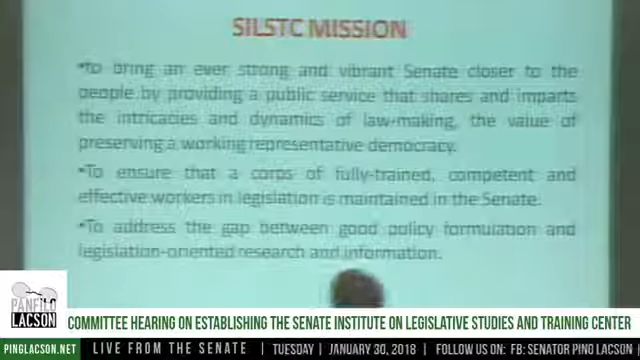 SILSTC MISSION
•To bring an ever strong and vibrant Senate closer to the
people by providing a public service that shares and imparts
the intricacies and dynamics of law-making, the value of
preserving a working representative democracy.
•To ensure that a corps of fully-trained, competent and
effective workers in legislation is maintained in the Senate.
•To address the gap between good policy formulation and
legislation-oriented research and information.
PANFILO
LACSON
COMMITTEE HEARING ON ESTABLISHING THE SENATE INSTITUTE ON LEGISLATIVE STUDIES AND TRAINING CENTER
PINGLACSON.NET LIVE FROM THE SENATE | TUESDAY | JANUARY 30, 2018 | FOLLOW US ON: FB: SENATOR PING LACSON